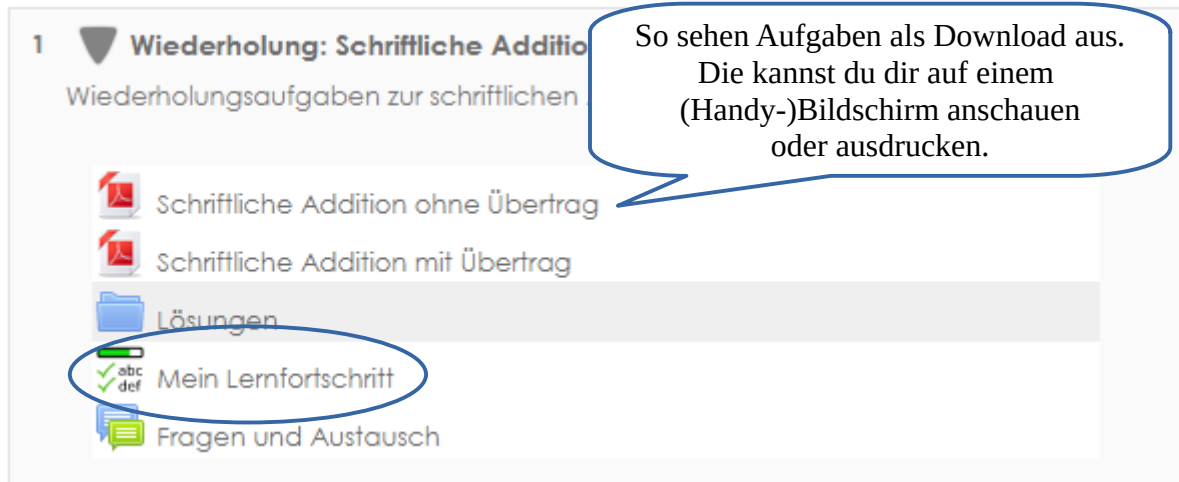 1 Wiederholung: Schriftliche Additio
So sehen Aufgaben als Download aus.
Die kannst du dir auf einem
(Handy-)Bildschirm anschauen
oder ausdrucken.
Wiederholungsaufgaben zur schriftlichen
Schriftliche Addition ohne Übertrag
Schriftliche Addition mit Übertrag
Lösungen
abc
def
Mein Lernfortschritt
Fragen und Austausch